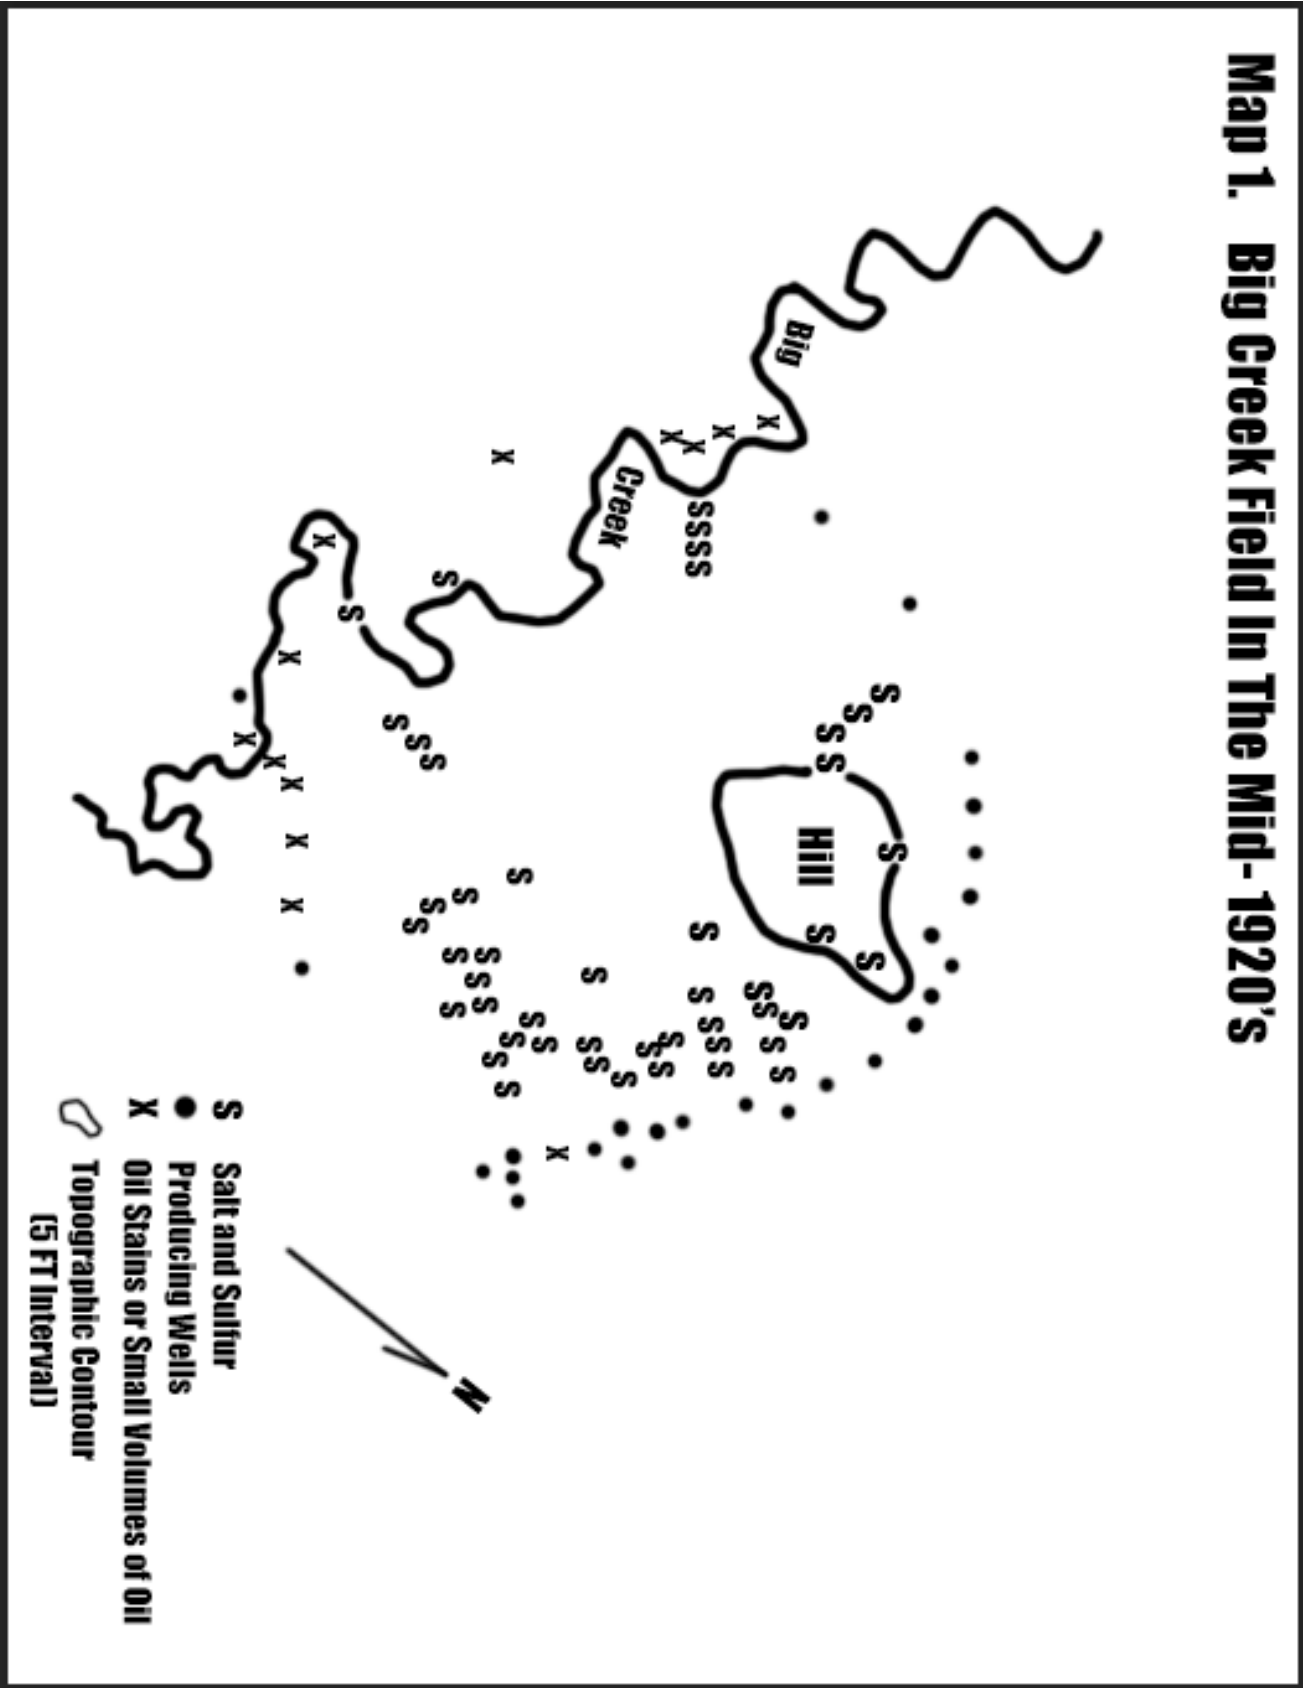 Map 1. Big Creek Field In The Mid-1920's
Big
Creek
Hill
S Salt and Sulfur
Producing Wells
X Oil Stains or Small Volumes of Oil
Topographic Contour
(5 FT Interval)
N